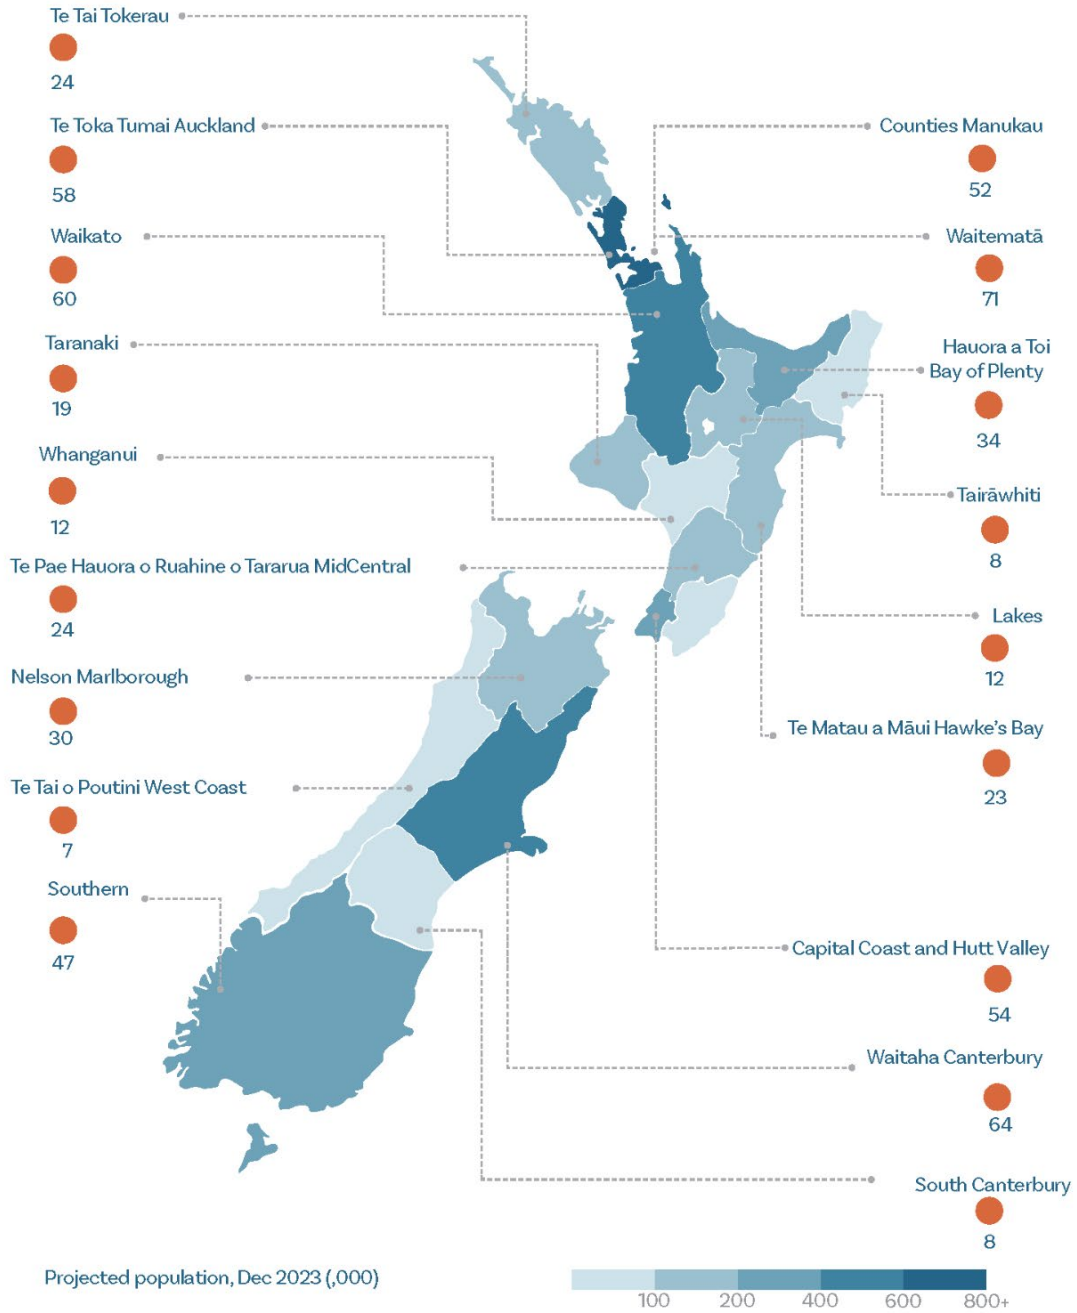 Te Tai Tokerau
24
Te Toka Tumai Auckland
58
Waikato
60
Taranaki
19
Whanganui
12
Te Pae Hauora o Ruahine o Tararua MidCentral
24
Nelson Marlborough
30
Te Tai o Poutini West Coast
7
Southern
47
Counties Manukau
52
Waitematā
71
Hauora a Toi
Bay of Plenty
34
Tairāwhiti
8
Lakes
12
Te Matau a Māui Hawke's Bay
23
Capital Coast and Hutt Valley
54
Waitaha Canterbury
64
South Canterbury
8
Projected population, Dec 2023 (,000)
100 200 400 600 800+